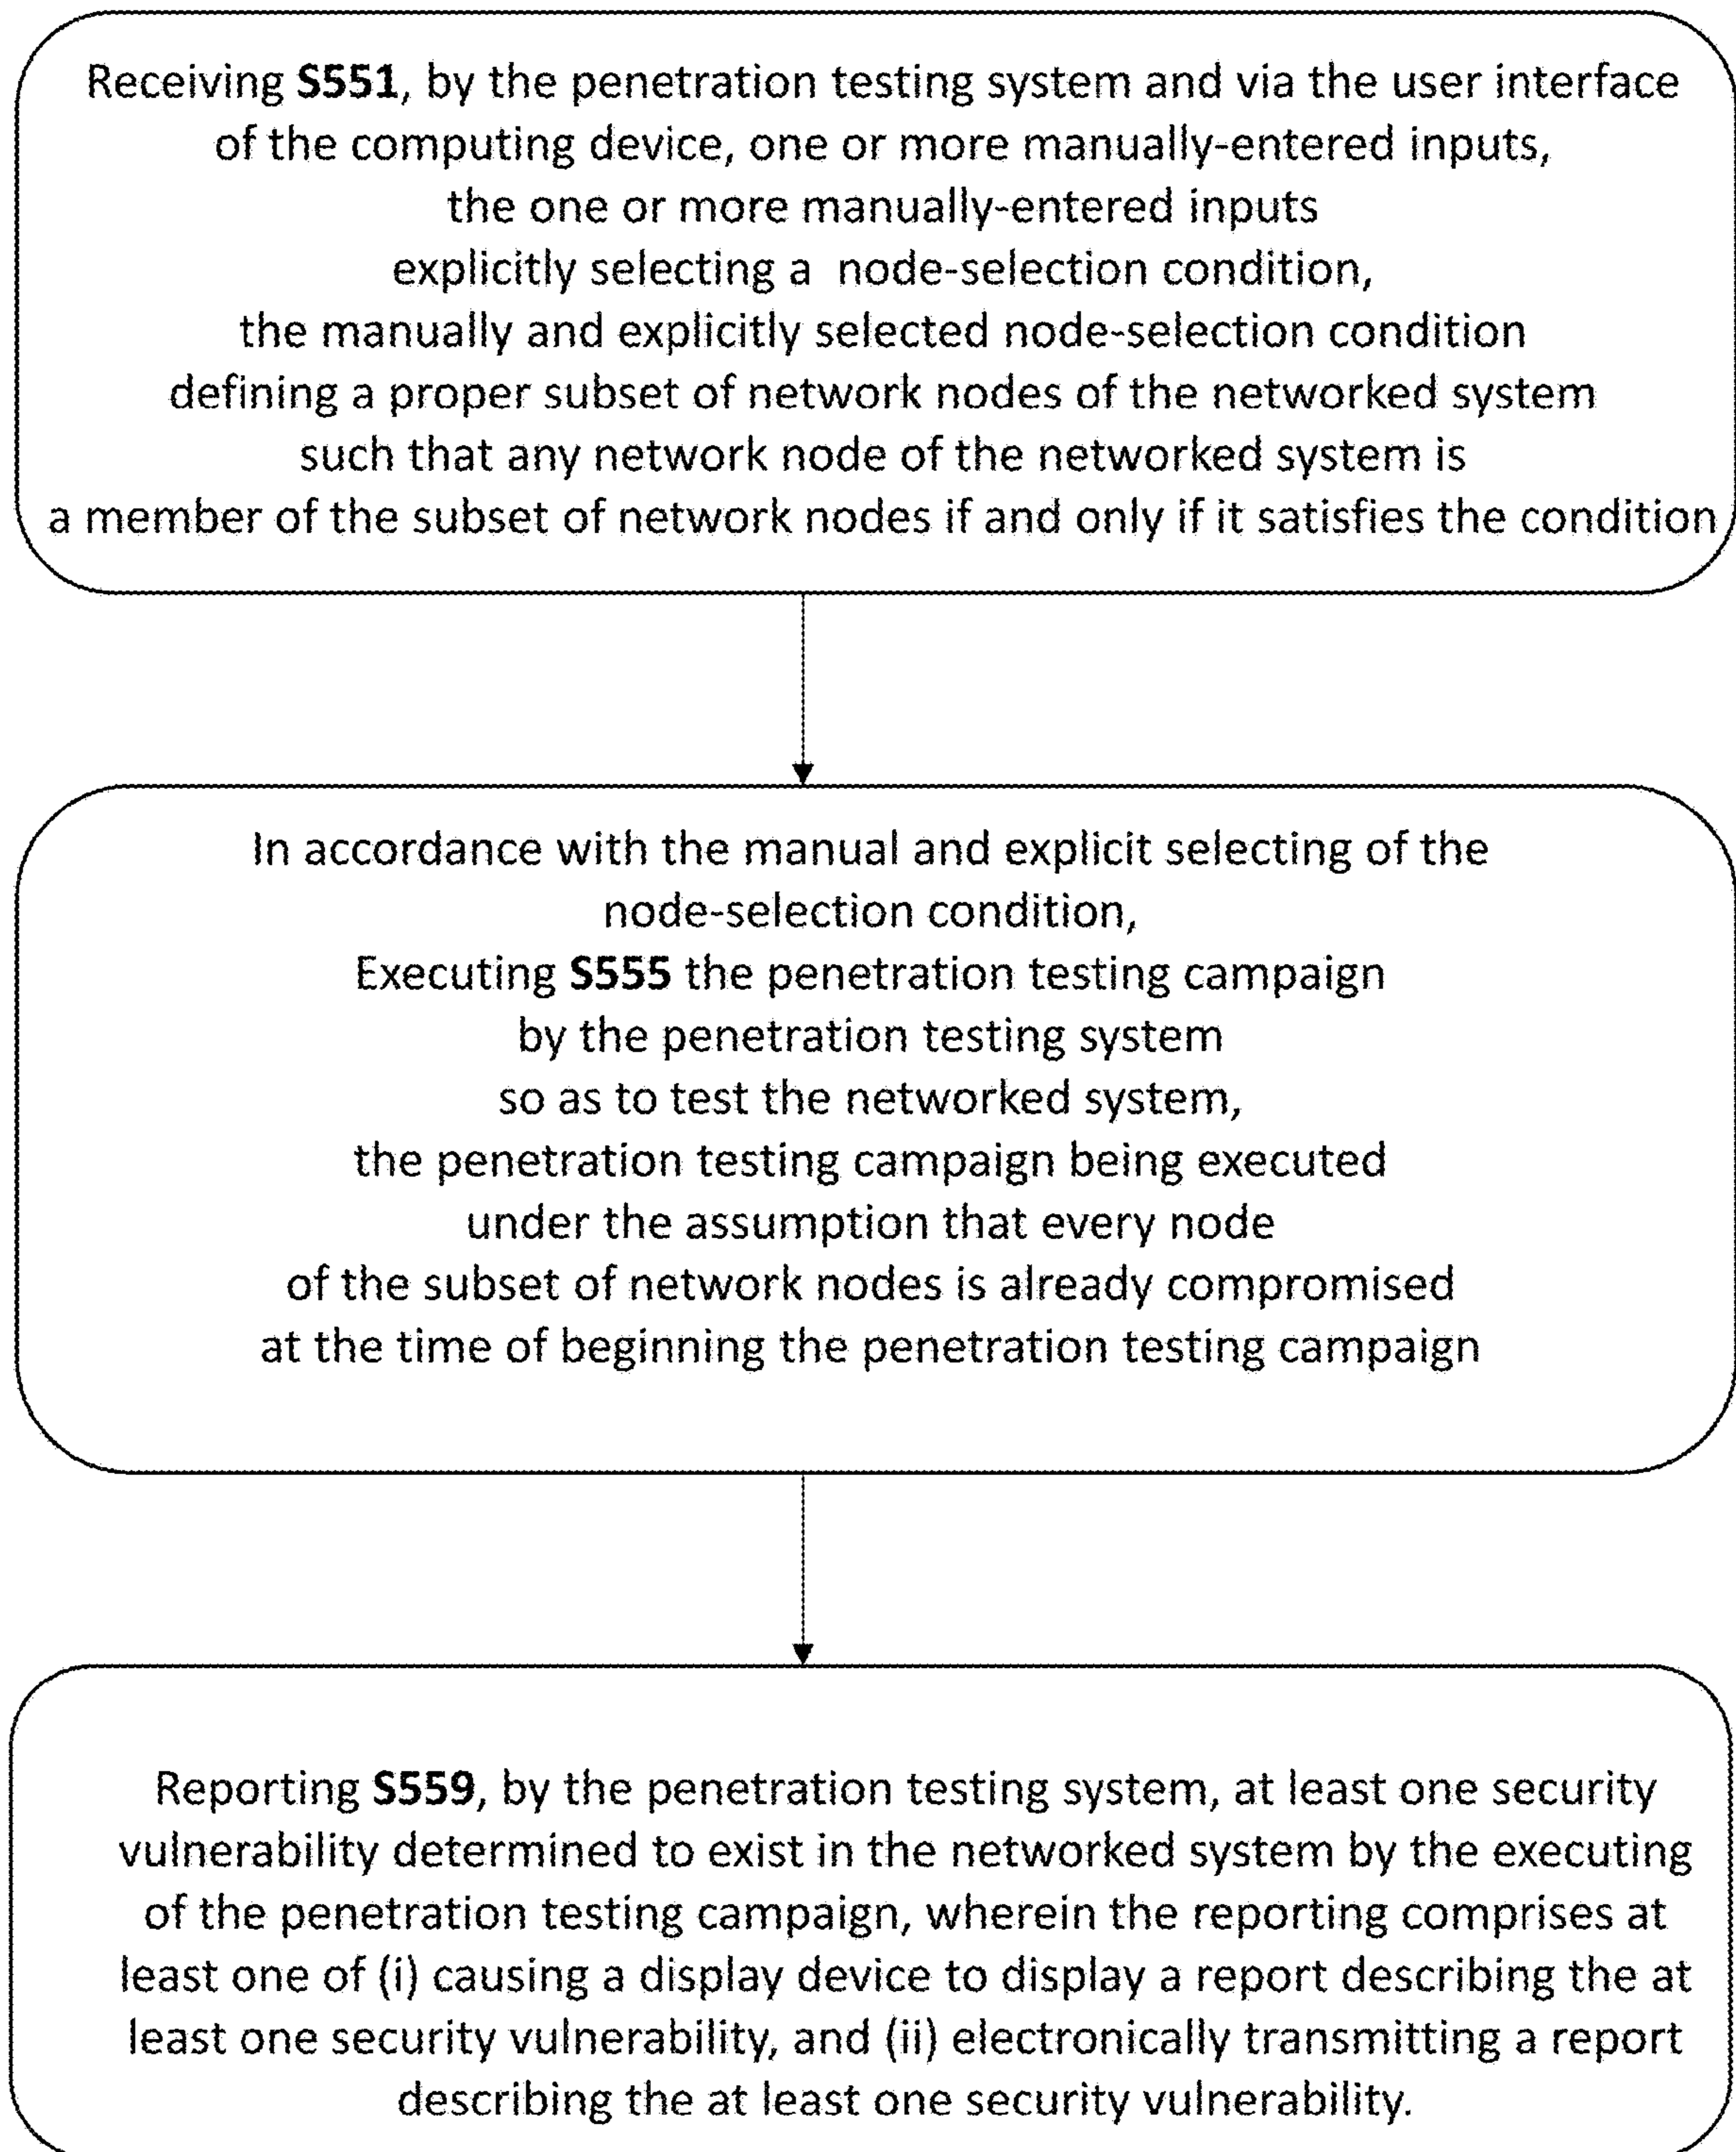 Receiving S551, by the penetration testing system and via the user interface
of the computing device, one or more manually-entered inputs,
the one or more manually-entered inputs
explicitly selecting a node-selection condition,
the manually and explicitly selected node-selection condition
defining a proper subset of network nodes of the networked system
such that any network node of the networked system is
a member of the subset of network nodes if and only if it satisfies the condition
In accordance with the manual and explicit selecting of the
node-selection condition,
Executing S555 the penetration testing campaign
by the penetration testing system
so as to test the networked system,
the penetration testing campaign being executed
under the assumption that every node
of the subset of network nodes is already compromised
at the time of beginning the penetration testing campaign
Reporting S559, by the penetration testing system, at least one security
vulnerability determined to exist in the networked system by the executing
of the penetration testing campaign, wherein the reporting comprises at
least one of (i) causing a display device to display a report describing the at
least one security vulnerability, and (ii) electronically transmitting a report
describing the at least one security vulnerability.